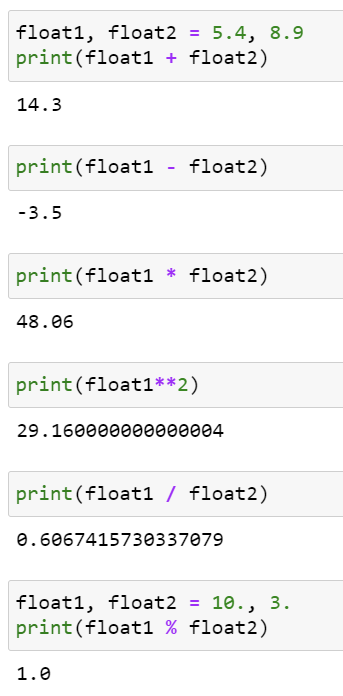 float1, float2 = 5.4, 8.9
print(float1 + float2)
14.3
print(float1 - float2)
-3.5
print(float1 * float2)
48.06
print(float1**2)
29.160000000000004
print(float1 / float2)
0.6067415730337079
float1, float2 = 10., 3.
print(float1 % float2)
1.0